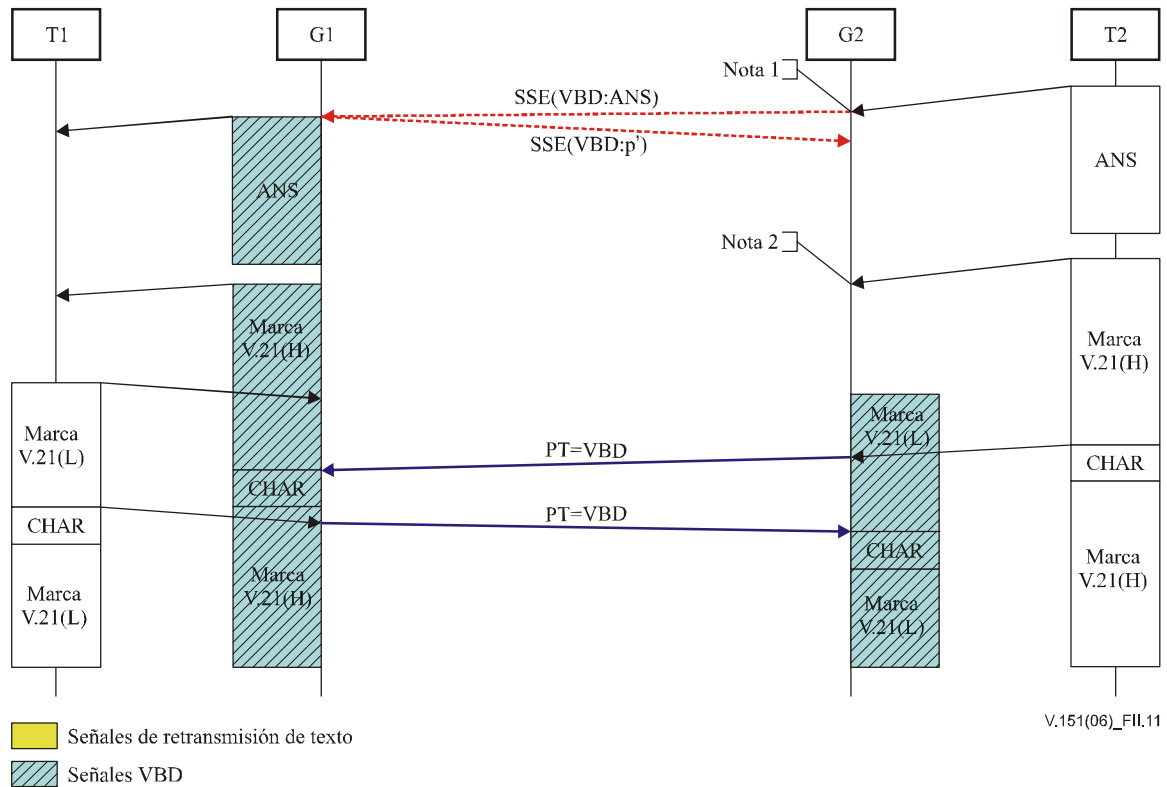 T1
G1
G2
T2
Nota 1
SSE(VBD:ANS)
SSE(VBD:p')
ANS
ANS
Nota 2
Marca
V.21(H)
Marca
V.21(H)
Marca
V.21(L)
Marca
V.21(L)
PT=VBD
CHAR
CHAR
PT=VBD
CHAR
CHAR
Marca
V.21(H)
Marca
V.21(H)
Marca
V.21(L)
Marca
V.21(L)
V.151(06)_FII.11
Señales de retransmisión de texto
Señales VBD